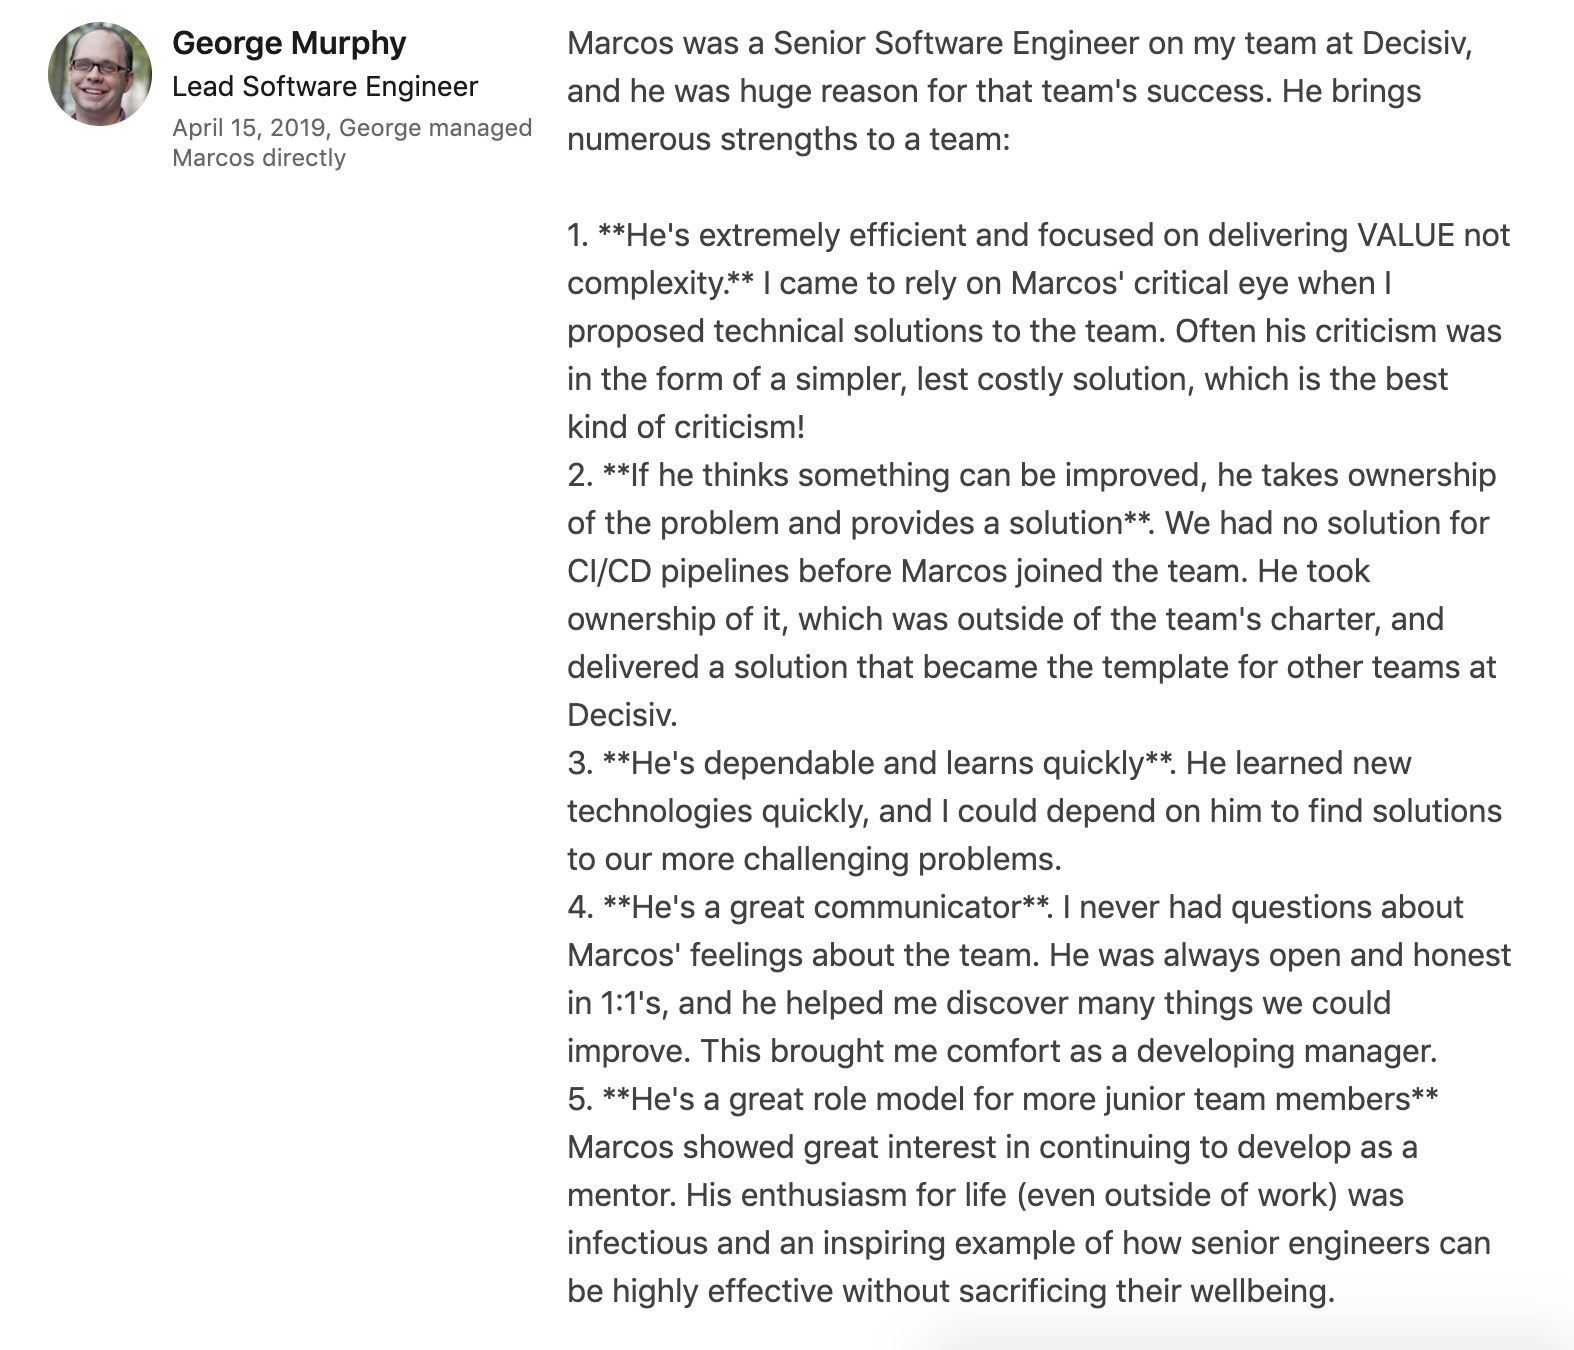 George Murphy
Lead Software Engineer
April 15, 2019, George managed
Marcos directly
Marcos was a Senior Software Engineer on my team at Decisiv,
and he was huge reason for that team's success. He brings
numerous strengths to a team:
1. **He's extremely efficient and focused on delivering VALUE not
complexity.** I came to rely on Marcos' critical eye when I
proposed technical solutions to the team. Often his criticism was
in the form of a simpler, lest costly solution, which is the best
kind of criticism!
2. **If he thinks something can be improved, he takes ownership
of the problem and provides a solution**. We had no solution for
CI/CD pipelines before Marcos joined the team. He took
ownership of it, which was outside of the team's charter, and
delivered a solution that became the template for other teams at
Decisiv.
3. **He's dependable and learns quickly**. He learned new
technologies quickly, and I could depend on him to find solutions
to our more challenging problems.
4. **He's a great communicator**. I never had questions about
Marcos' feelings about the team. He was always open and honest
in 1:1's, and he helped me discover many things we could
improve. This brought me comfort as a developing manager.
5. **He's a great role model for more junior team members**
Marcos showed great interest in continuing to develop as a
mentor. His enthusiasm for life (even outside of work) was
infectious and an inspiring example of how senior engineers can
be highly effective without sacrificing their wellbeing.